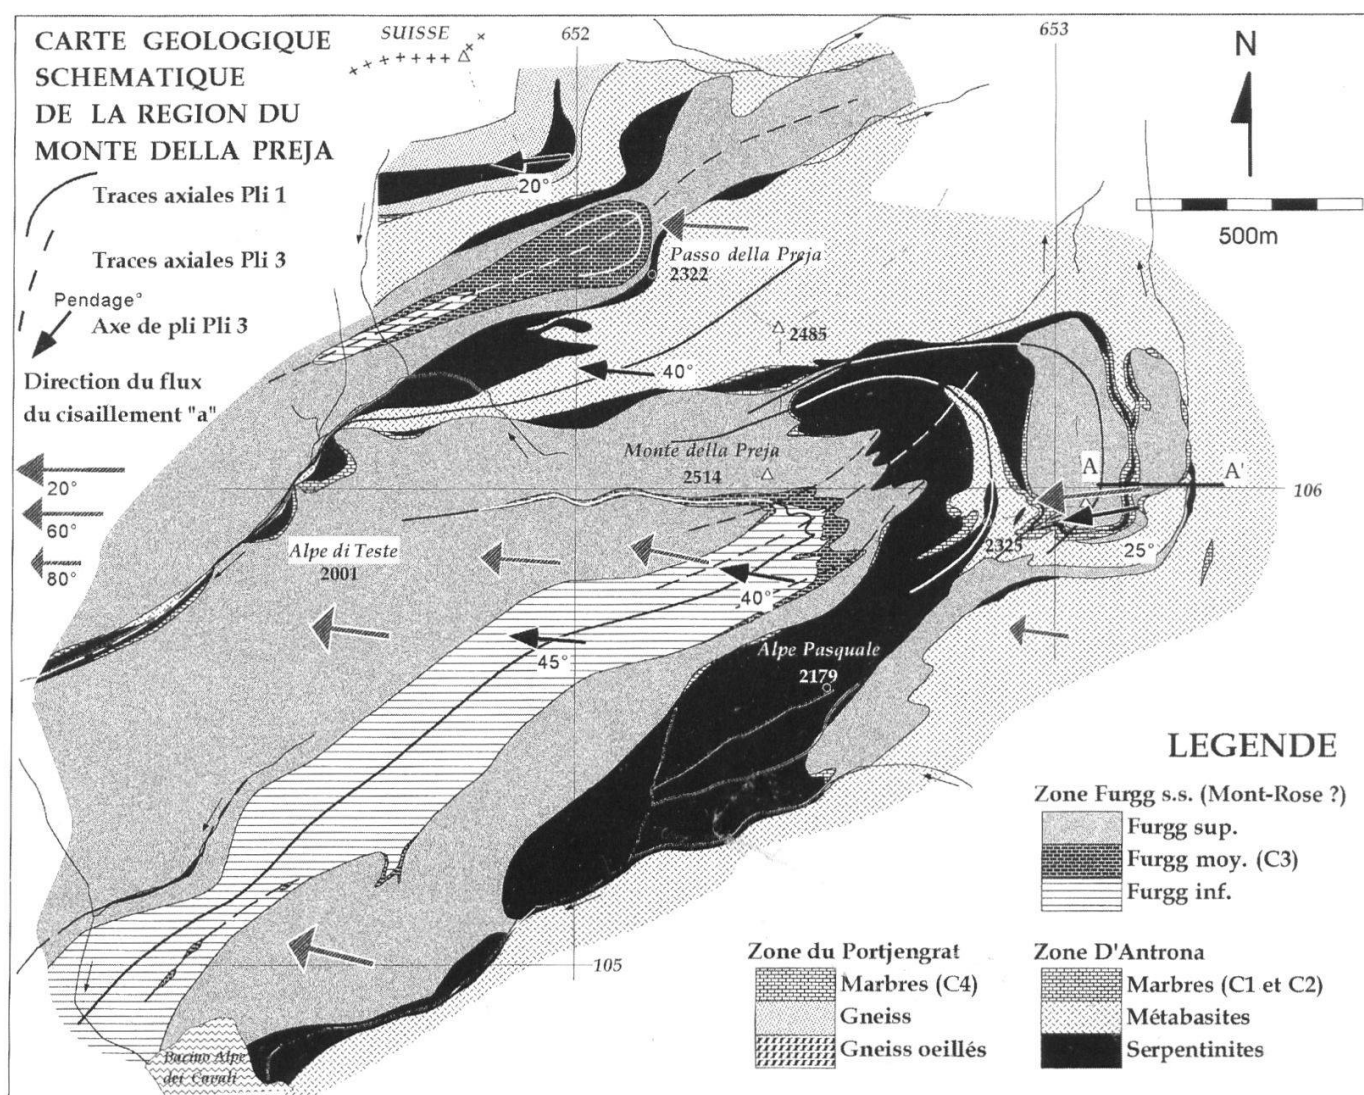 CARTE GEOLOGIQUE
SCHEMATIQUE
DE LA REGION DU
MONTE DELLA PREJA
Traces axiales Pli 1
Traces axiales Pli 3
Pendage°
Axe de pli Pli 3
Direction du flux
du cisaillement "a"
20°
60°
80°
SUISSE
652
653
N
500m
20°
Passo della Preja
2322
2485
40°
Monte della Preja
2514
A
A'
106
2325
25°
Alpe di Teste
2001
40°
45°
Alpe Pasquale
2179
105
Bacino Alpe
dei Cavali
LEGENDE
Zone Furgg s.s. (Mont-Rose ?)
Furgg sup.
Furgg moy. (C3)
Furgg inf.
Zone du Portjengrat
Marbres (C4)
Gneiss
Gneiss oeillés
Zone D'Antrona
Marbres (C1 et C2)
Métabasites
Serpentinites